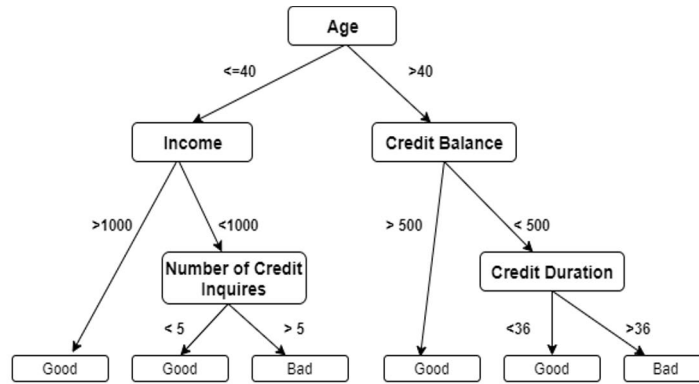 Age
<=40
>40
Income
Credit Balance
>1000
<1000
> 500
< 500
Number of Credit
Inquires
Credit Duration
< 5
> 5
<36
>36
Good
Good
Bad
Good
Good
Bad